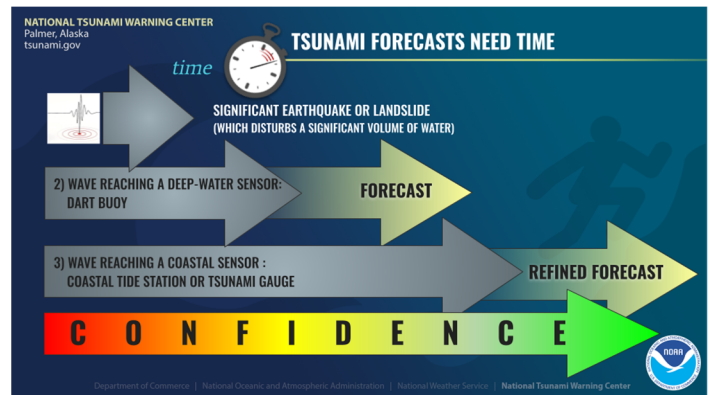 NATIONAL TSUNAMI WARNING CENTER
Palmer, Alaska
tsunami.gov
time
TSUNAMI FORECASTS NEED TIME
SIGNIFICANT EARTHQUAKE OR LANDSLIDE
(WHICH DISTURBS A SIGNIFICANT VOLUME OF WATER)
2) WAVE REACHING A DEEP-WATER SENSOR:
DART BUOY
FORECAST
3) WAVE REACHING A COASTAL SENSOR :
COASTAL TIDE STATION OR TSUNAMI GAUGE
REFINED FORECAST
C O N F I D E N C E
NOAA
Department of Commerce | National Oceanic and Atmospheric Administration | National Weather Service | National Tsunami Warning Center